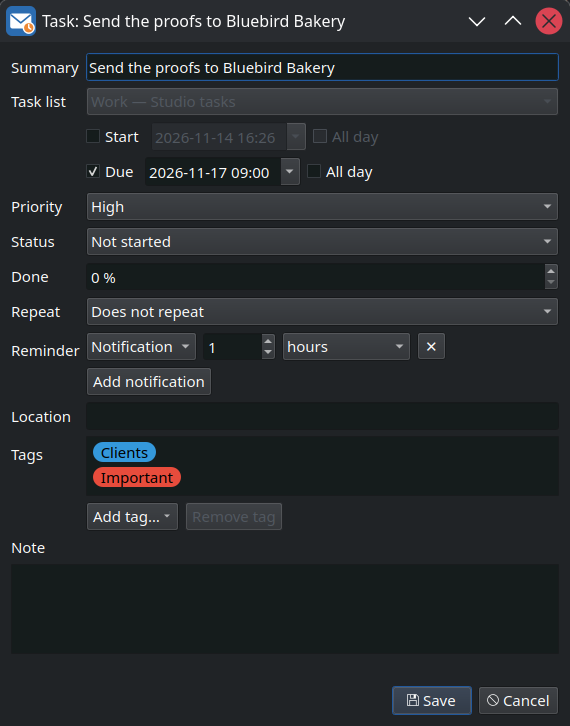 Task: Send the proofs to Bluebird Bakery
Summary Send the proofs to Bluebird Bakery
Task list Work — Studio tasks
Start 2026-11-14 16:26 All day
Due 2026-11-17 09:00 All day
Priority High
Status Not started
Done 0 %
Repeat Does not repeat
Reminder Notification 1 hours
Add notification
Location
Tags Clients
Important
Add tag... Remove tag
Note
Save Cancel